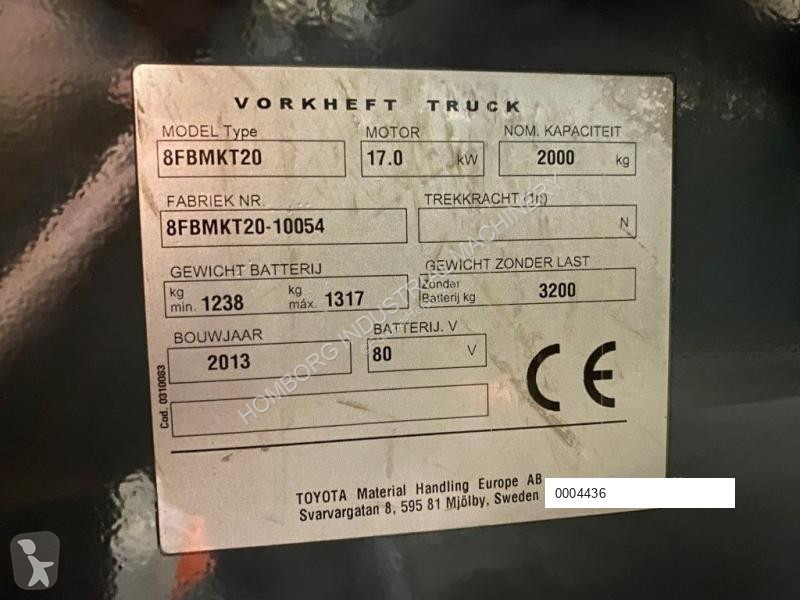 VORKHEFT TRUCK
MODEL Type MOTOR NOM. KAPACITEIT
8FBMKT20 17.0 kW 2000 kg
FABRIEK NR. TREKKRACHT (1h)
8FBMKT20-10054 N
GEWICHT BATTERIJ GEWICHT ZONDER LAST
kg min. 1238 kg máx. 1317 Zonder Batterij kg 3200
BOUWJAAR BATTERIJ. V
2013 80 V
CE
Cod. 0310083
TOYOTA Material Handling Europe AB
Svarvargatan 8, 595 81 Mjölby, Sweden
0004436
HOMBORG INDUSTRIAL MACHINERY